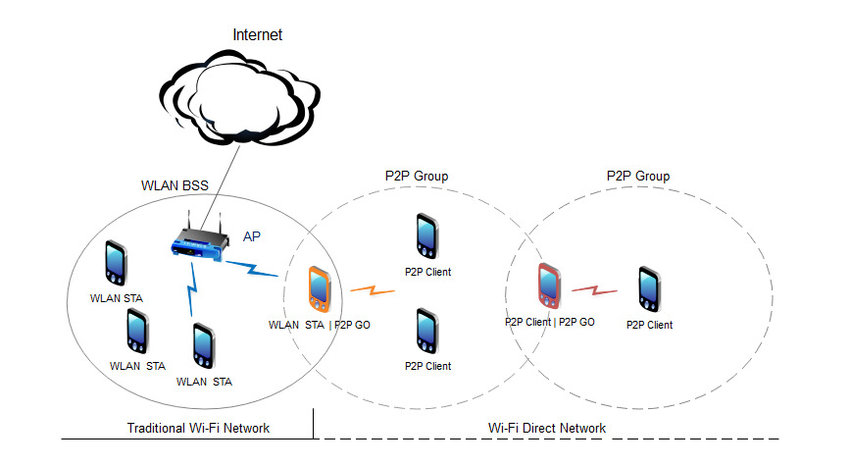 Internet
WLAN BSS
P2P Group
P2P Group
AP
P2P Client
WLAN STA
WLAN STA | P2P GO
P2P Client | P2P GO
P2P Client
WLAN STA
P2P Client
WLAN STA
Traditional Wi-Fi Network
Wi-Fi Direct Network